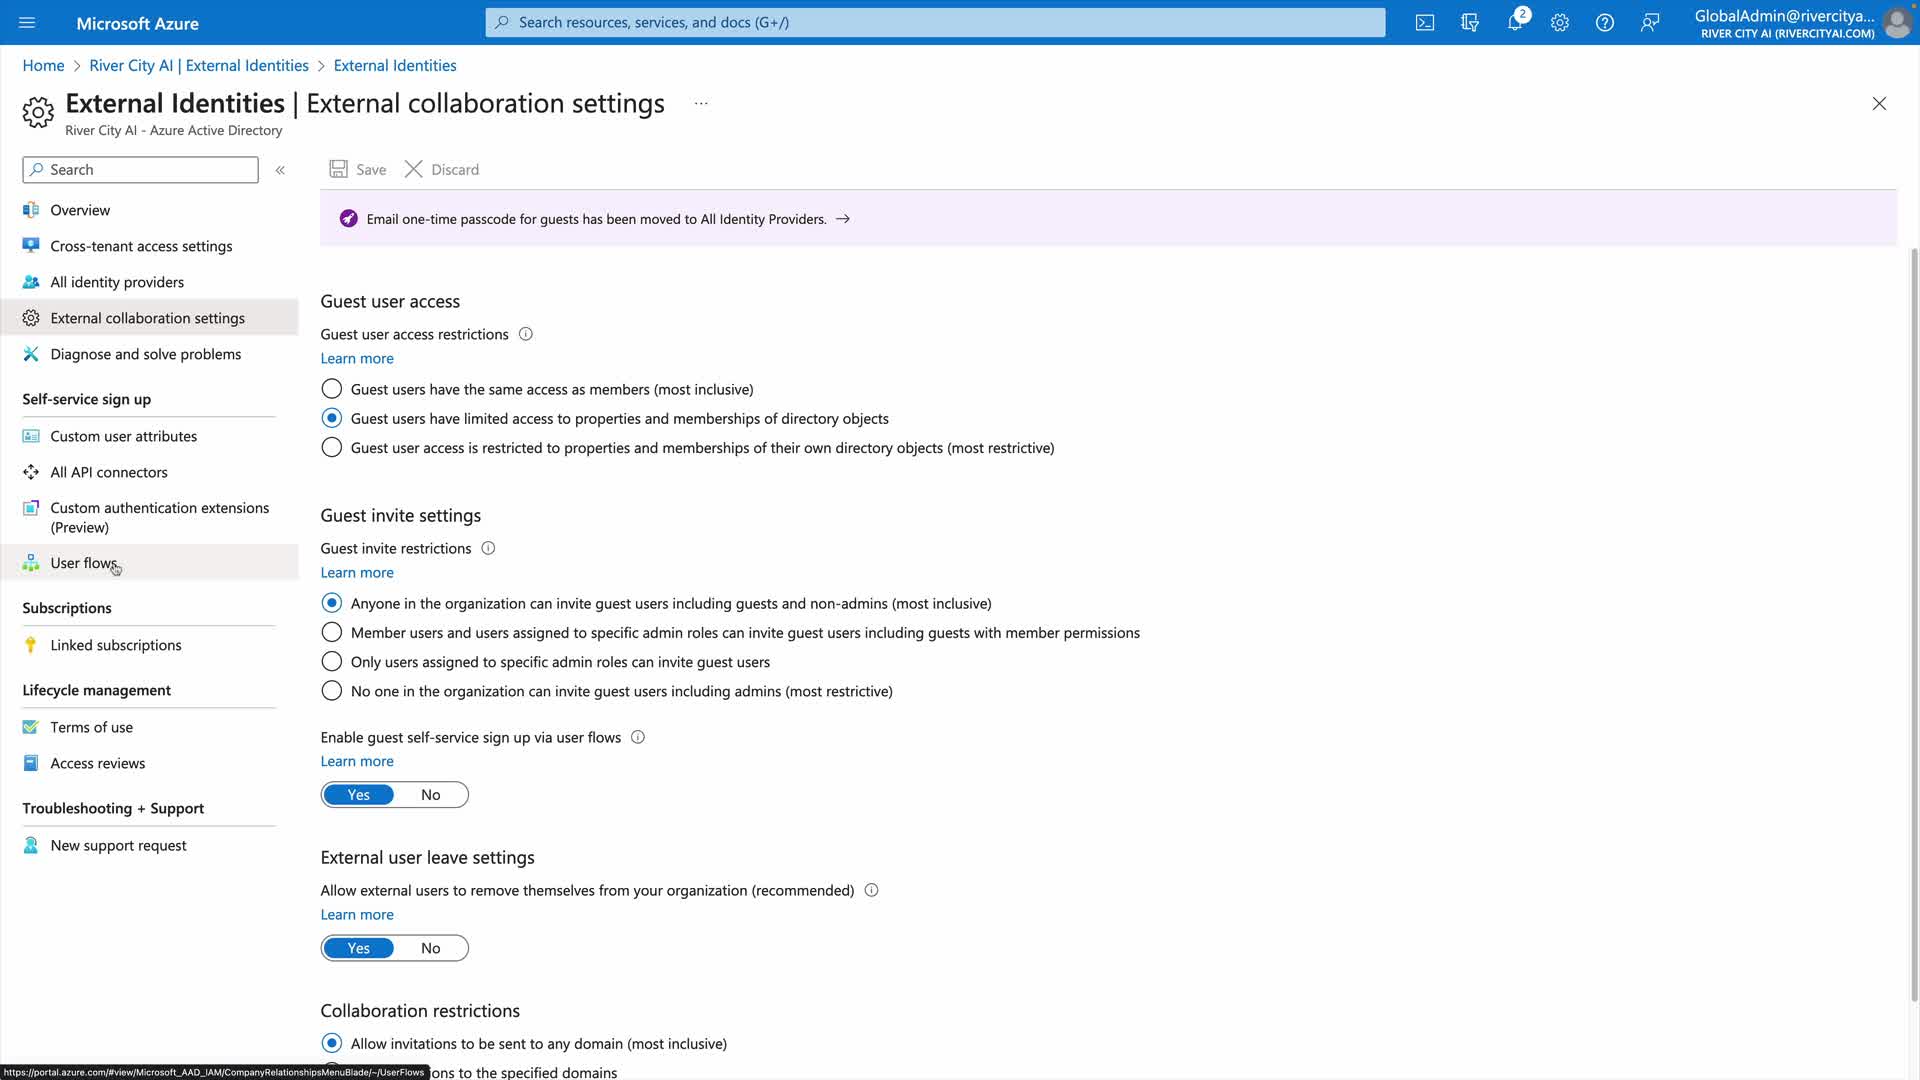 Microsoft Azure
Search resources, services, and docs (G+/)
2
GlobalAdmin@rivercitya...
RIVER CITY AI (RIVERCITYAI.COM)
Home > River City AI | External Identities > External Identities
External Identities | External collaboration settings ...
River City AI - Azure Active Directory
Search
«
Save
Discard
Email one-time passcode for guests has been moved to All Identity Providers. →
Overview
Cross-tenant access settings
All identity providers
External collaboration settings
Diagnose and solve problems
Self-service sign up
Custom user attributes
All API connectors
Custom authentication extensions
(Preview)
User flows
Subscriptions
Linked subscriptions
Lifecycle management
Terms of use
Access reviews
Troubleshooting + Support
New support request
Guest user access
Guest user access restrictions
Learn more
Guest users have the same access as members (most inclusive)
Guest users have limited access to properties and memberships of directory objects
Guest user access is restricted to properties and memberships of their own directory objects (most restrictive)
Guest invite settings
Guest invite restrictions
Learn more
Anyone in the organization can invite guest users including guests and non-admins (most inclusive)
Member users and users assigned to specific admin roles can invite guest users including guests with member permissions
Only users assigned to specific admin roles can invite guest users
No one in the organization can invite guest users including admins (most restrictive)
Enable guest self-service sign up via user flows
Learn more
Yes No
External user leave settings
Allow external users to remove themselves from your organization (recommended)
Learn more
Yes No
Collaboration restrictions
Allow invitations to be sent to any domain (most inclusive)
ons to the specified domains
https://portal.azure.com/#view/Microsoft_AAD_IAM/CompanyRelationshipsMenuBlade/~/UserFlows